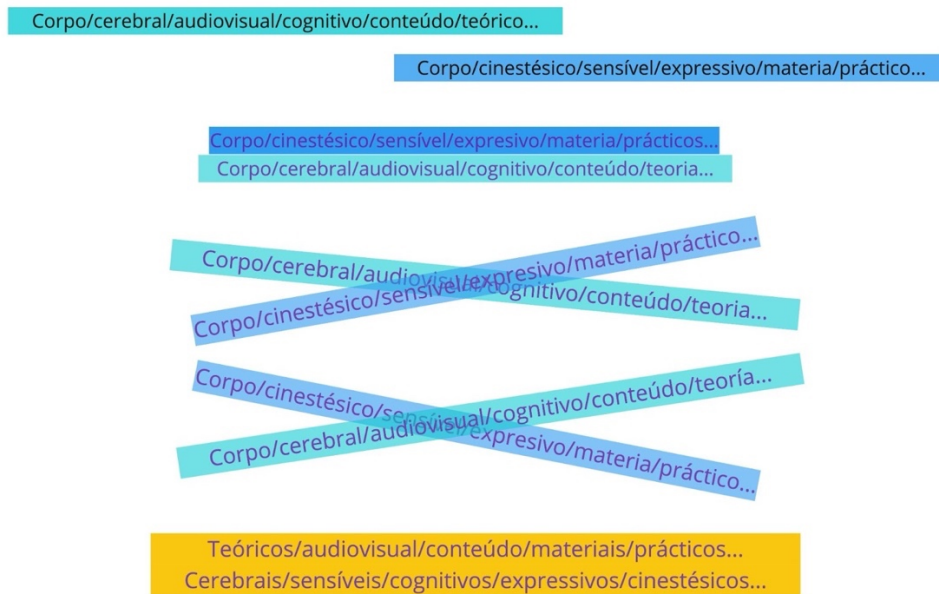 Corpo/cerebral/audiovisual/cognitivo/conteúdo/teórico...
Corpo/cinestésico/sensível/expressivo/materia/práctico...
Corpo/cinestésico/sensível/expresivo/materia/prácticos...
Corpo/cerebral/audiovisual/cognitivo/conteúdo/teoria...
Corpo/cerebral/audiovisual/cognitivo/conteúdo/teoria...
Corpo/cinestésico/sensível/expresivo/materia/práctico...
Corpo/cinestésico/sensível/expresivo/materia/práctico...
Corpo/cerebral/audiovisual/cognitivo/conteúdo/teoría...
Teóricos/audiovisual/conteúdo/materiais/prácticos...
Cerebrais/sensíveis/cognitivos/expressivos/cinestésicos...